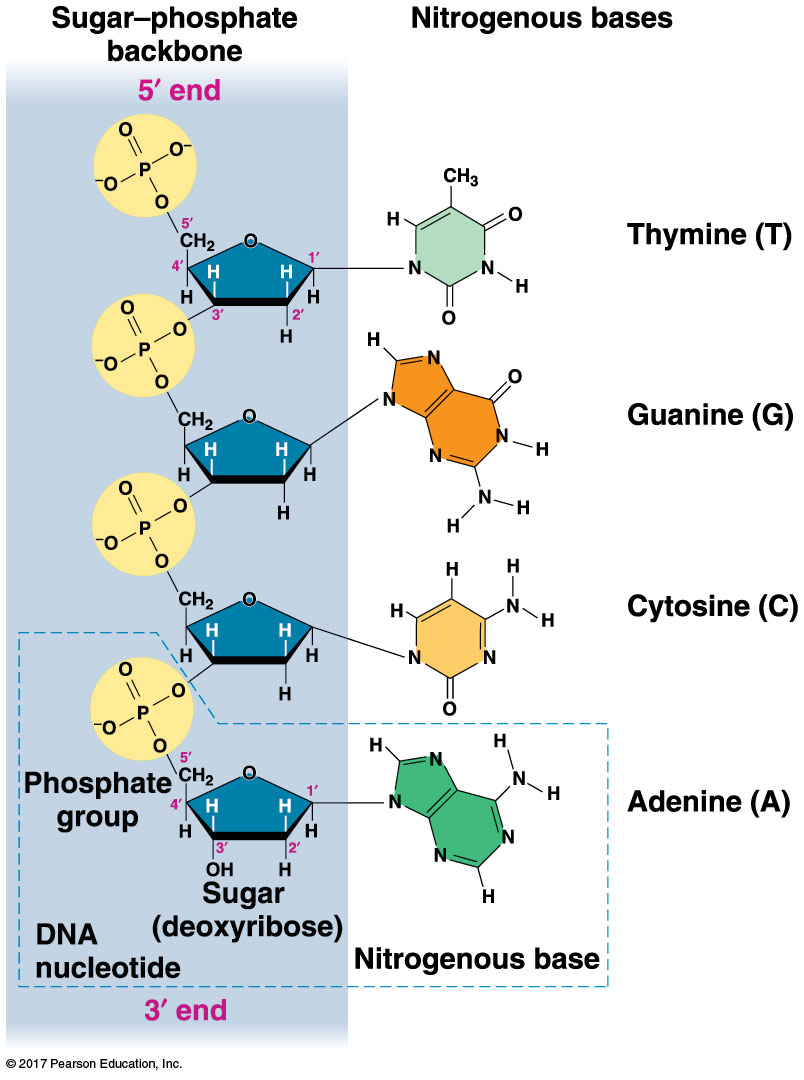 Sugar–phosphate
backbone
Nitrogenous bases
5′ end
O
O–
P
–O
O
5′
CH2
O
4′
H
H
1′
H
H
3′
2′
H
CH3
H
O
N
N
H
O
Thymine (T)
O
O
P
–O
O
CH2
O
H
H
H
H
H
H
N
O
N
N
H
N
N
H
H
Guanine (G)
O
O
P
–O
O
CH2
O
H
H
H
H
H
H
H
H
N
H
N
N
O
Cytosine (C)
O
O
P
–O
O
5′
CH2
O
4′
H
H
1′
H
H
3′
2′
OH
H
H
N
H
N
H
N
N
N
H
Adenine (A)
Phosphate
group
Sugar
(deoxyribose)
DNA
nucleotide
Nitrogenous base
3′ end
© 2017 Pearson Education, Inc.